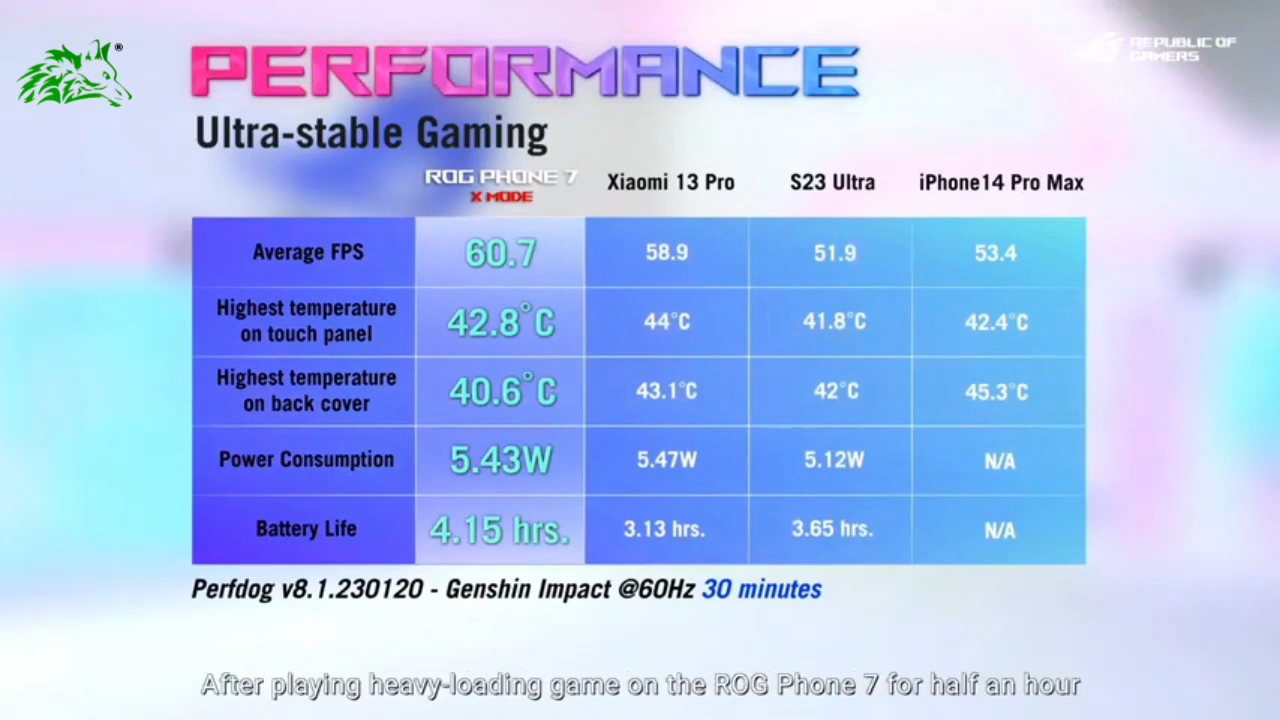 ®
PERFORMANCE
REPUBLIC OF
GAMERS
Ultra-stable Gaming
ROG PHONE 7 Xiaomi 13 Pro S23 Ultra iPhone14 Pro Max
X MODE
Average FPS 60.7 58.9 51.9 53.4
Highest temperature
on touch panel 42.8°C 44°C 41.8°C 42.4°C
Highest temperature
on back cover 40.6°C 43.1°C 42°C 45.3°C
Power Consumption 5.43W 5.47W 5.12W N/A
Battery Life 4.15 hrs. 3.13 hrs. 3.65 hrs. N/A
Perfdog v8.1.230120 - Genshin Impact @60Hz 30 minutes
After playing heavy-loading game on the ROG Phone 7 for half an hour